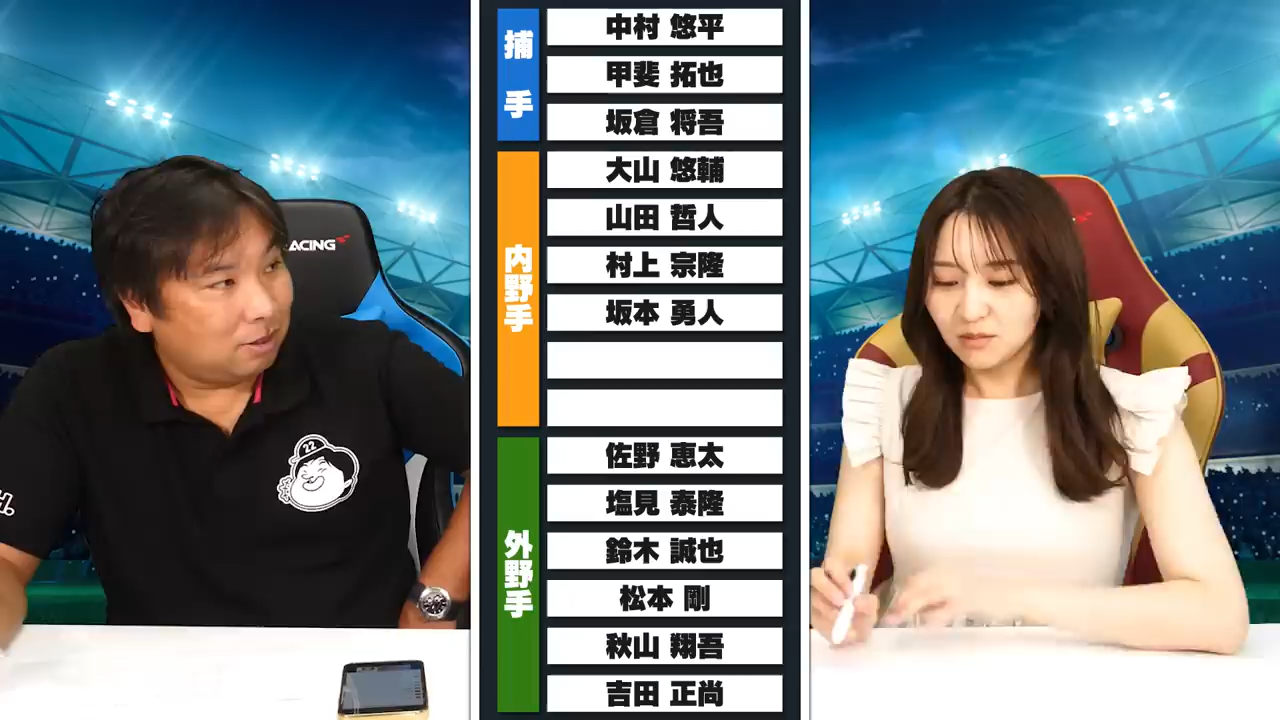 捕手
中村 悠平
甲斐 拓也
坂倉 将吾
内野手
大山 悠輔
山田 哲人
村上 宗隆
坂本 勇人
外野手
佐野 恵太
塩見 泰隆
鈴木 誠也
松本 剛
秋山 翔吾
吉田 正尚
ACING
22